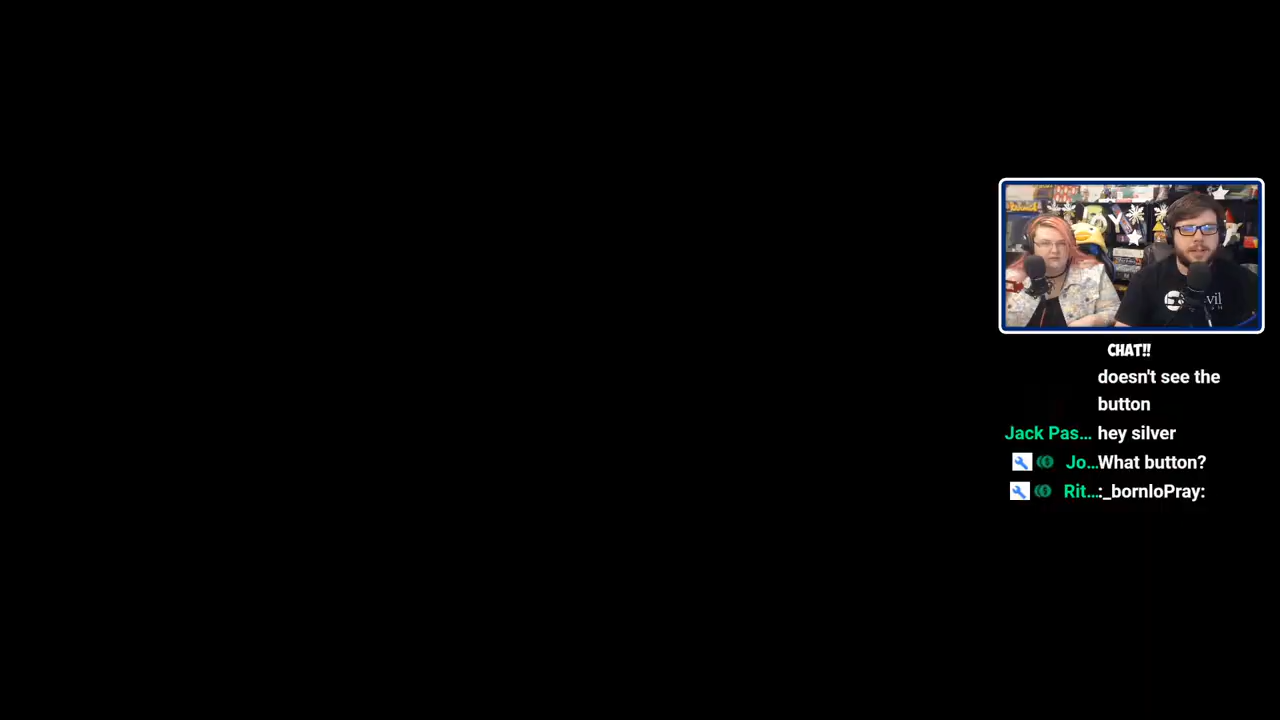 CHAT!!
doesn't see the
button
Jack Pas... hey silver
Jo...What button?
Rit...:_bornloPray: